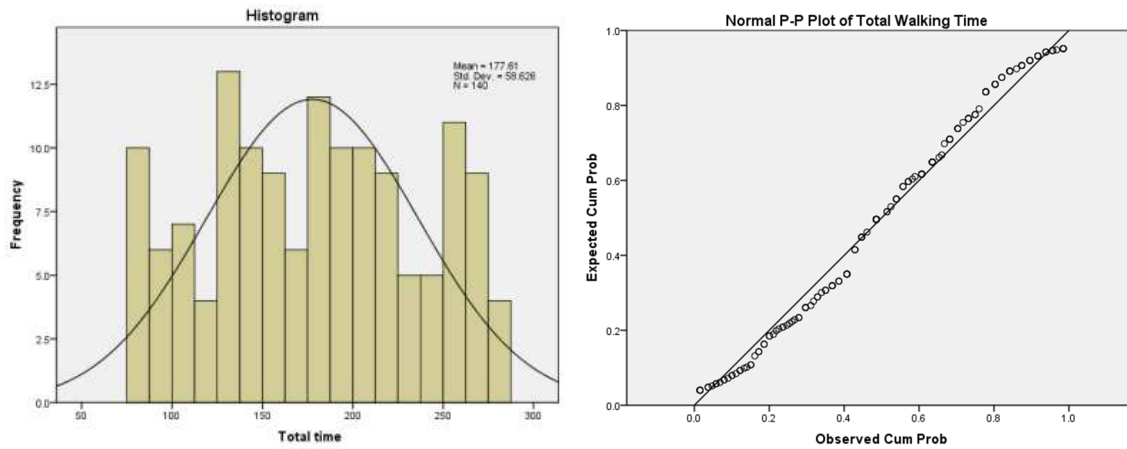 Histogram
Mean = 177.61
Std. Dev. = 58.626
N = 140
Frequency
12.5
10.0
7.5
5.0
2.5
0.0
50 100 150 200 250 300
Total time
Normal P-P Plot of Total Walking Time
Expected Cum Prob
1.0
0.8
0.6
0.4
0.2
0.0
0.0 0.2 0.4 0.6 0.8 1.0
Observed Cum Prob